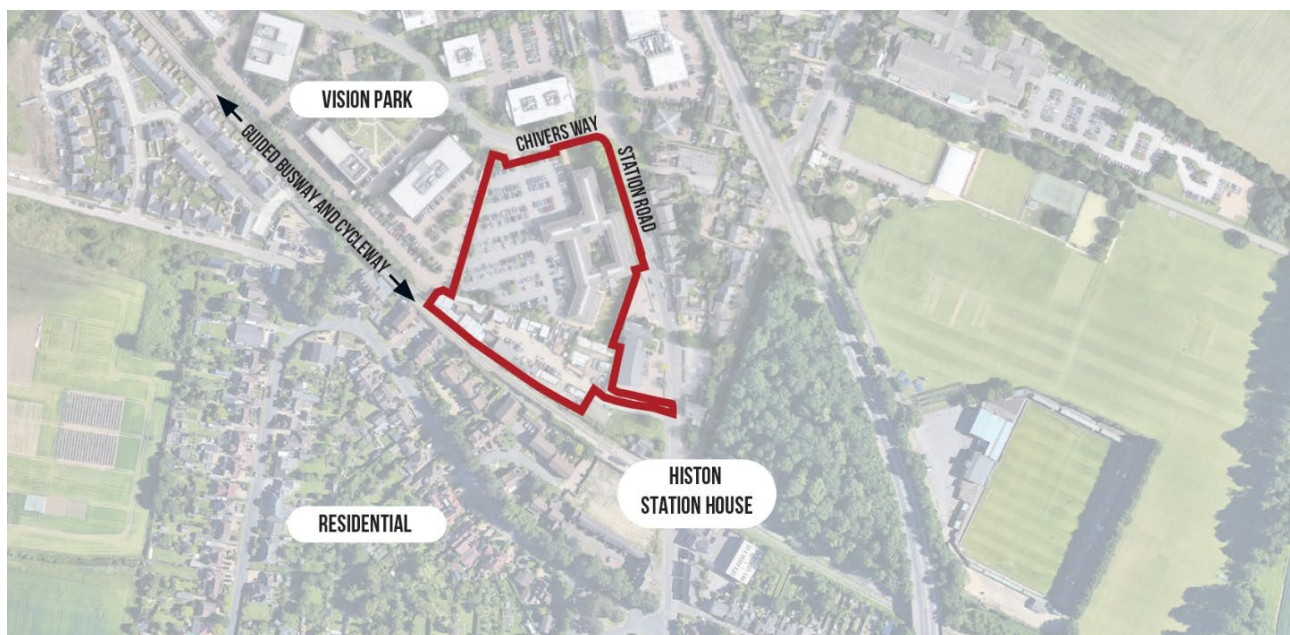 VISION PARK
CHIVERS WAY
STATION ROAD
GUIDED BUSWAY AND CYCLEWAY
HISTON
STATION HOUSE
RESIDENTIAL